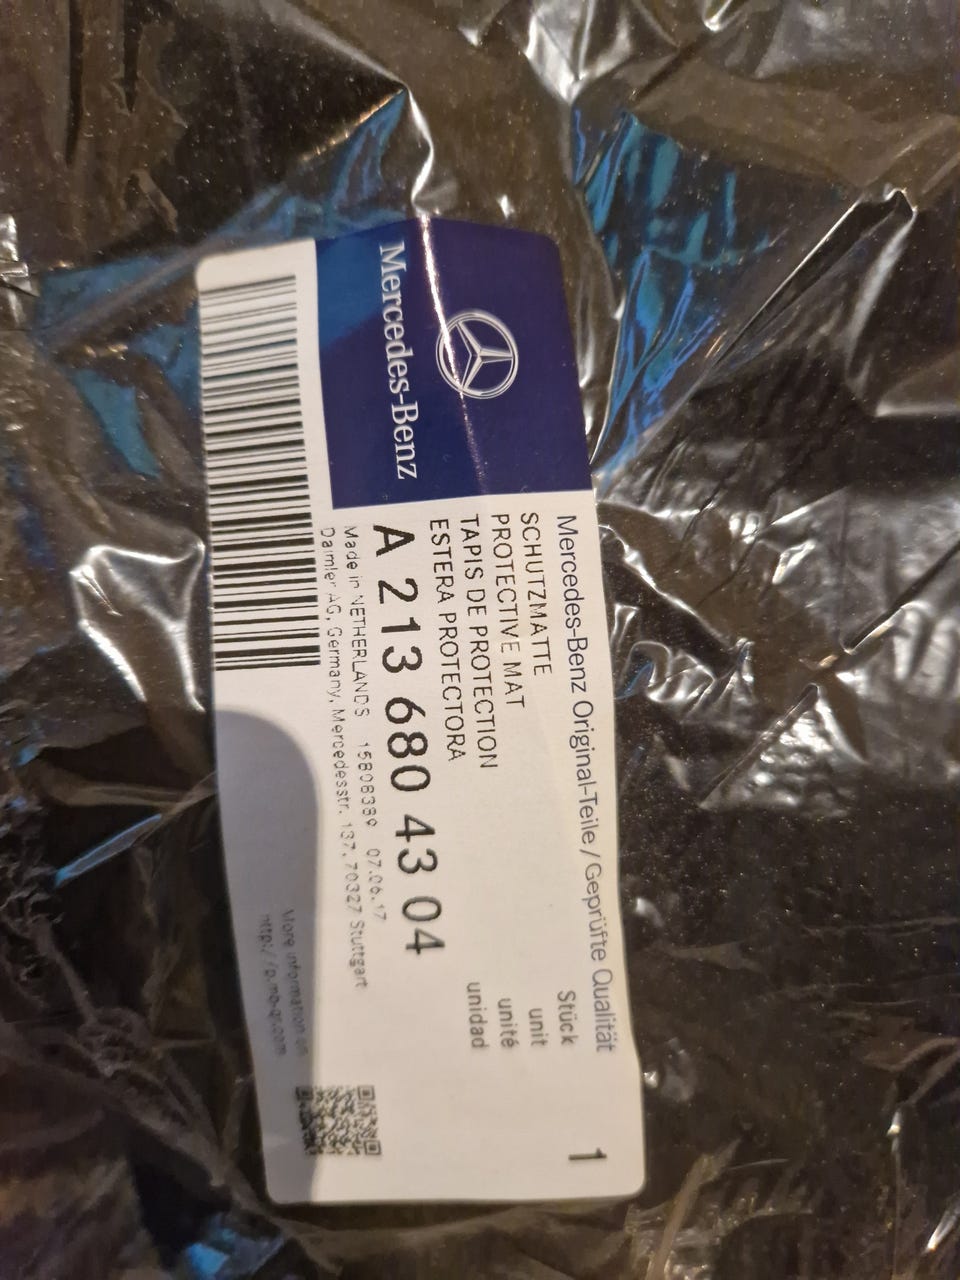 Mercedes-Benz
Mercedes-Benz Original-Teile/Geprüfte Qualität
SCHUTZMATTE
PROTECTIVE MAT
TAPIS DE PROTECTION
ESTERA PROTECTORA
Stück
unit
unité
unidad
1
A 213 680 43 04
Made in NETHERLANDS 15808389 07.06.17
Daimler AG, Germany, Mercedesstr. 137, 70327 Stuttgart
More information on